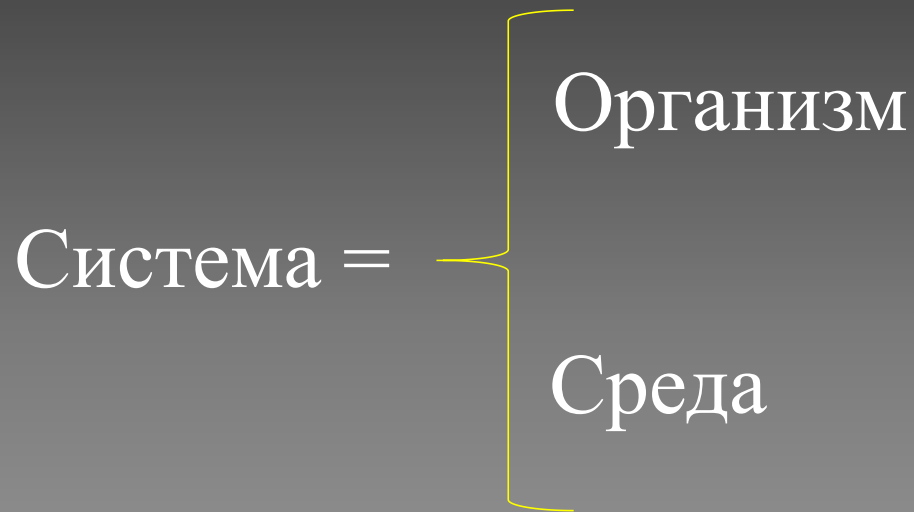 Организм
Система =
Среда